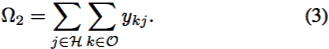 Ω₂ = ∑_{j∈ℋ} ∑_{k∈𝒪} y_{kj}. (3)